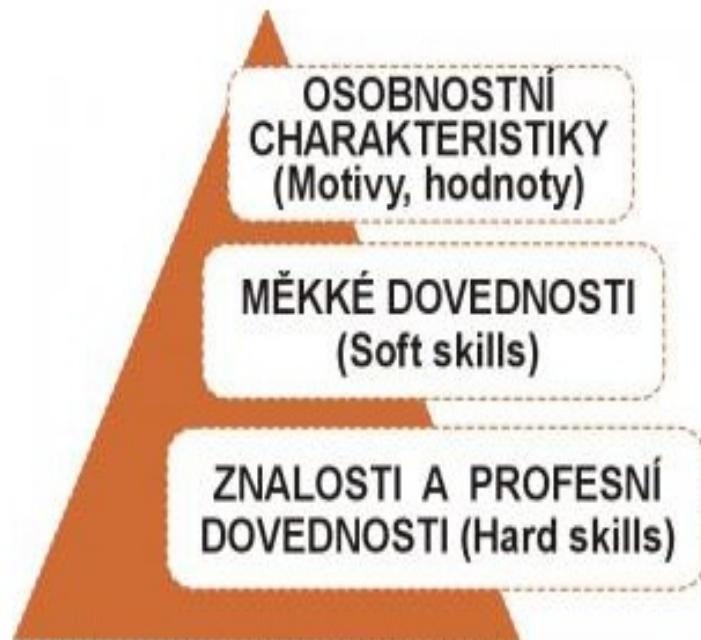 OSOBNOSTNÍ
CHARAKTERISTIKY
(Motivy, hodnoty)
MĚKKÉ DOVEDNOSTI
(Soft skills)
ZNALOSTI A PROFESNÍ
DOVEDNOSTI (Hard skills)